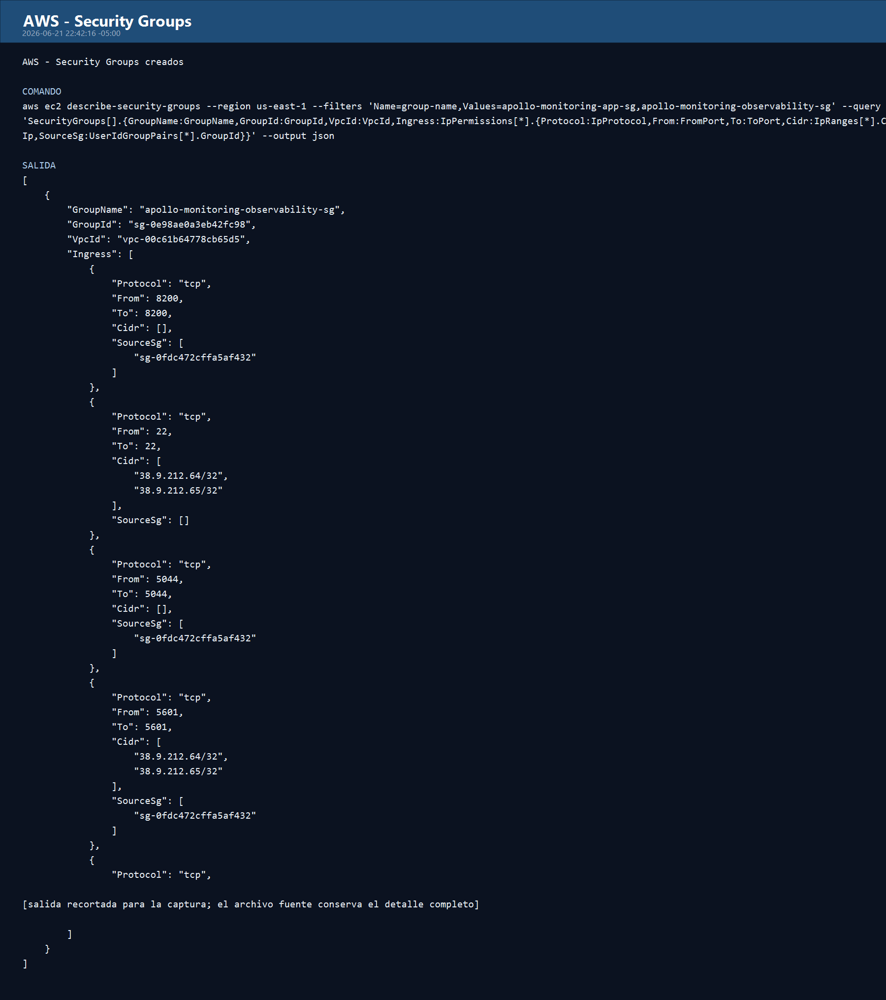 AWS - Security Groups
2026-06-21 22:42:16 -05:00
AWS - Security Groups creados
COMANDO
aws ec2 describe-security-groups --region us-east-1 --filters 'Name=group-name,Values=apollo-monitoring-app-sg,apollo-monitoring-observability-sg' --query
'SecurityGroups[].{GroupName:GroupName,GroupId:GroupId,VpcId:VpcId,Ingress:IpPermissions[*].{Protocol:IpProtocol,From:FromPort,To:ToPort,Cidr:IpRanges[*].C
Ip,SourceSg:UserIdGroupPairs[*].GroupId}}' --output json
SALIDA
[
    {
        "GroupName": "apollo-monitoring-observability-sg",
        "GroupId": "sg-0e98ae0a3eb42fc98",
        "VpcId": "vpc-00c61b64778cb65d5",
        "Ingress": [
            {
                "Protocol": "tcp",
                "From": 8200,
                "To": 8200,
                "Cidr": [],
                "SourceSg": [
                    "sg-0fdc472cffa5af432"
                ]
            },
            {
                "Protocol": "tcp",
                "From": 22,
                "To": 22,
                "Cidr": [
                    "38.9.212.64/32",
                    "38.9.212.65/32"
                ],
                "SourceSg": []
            },
            {
                "Protocol": "tcp",
                "From": 5044,
                "To": 5044,
                "Cidr": [],
                "SourceSg": [
                    "sg-0fdc472cffa5af432"
                ]
            },
            {
                "Protocol": "tcp",
                "From": 5601,
                "To": 5601,
                "Cidr": [
                    "38.9.212.64/32",
                    "38.9.212.65/32"
                ],
                "SourceSg": [
                    "sg-0fdc472cffa5af432"
                ]
            },
            {
                "Protocol": "tcp",
[salida recortada para la captura; el archivo fuente conserva el detalle completo]
        ]
    }
]